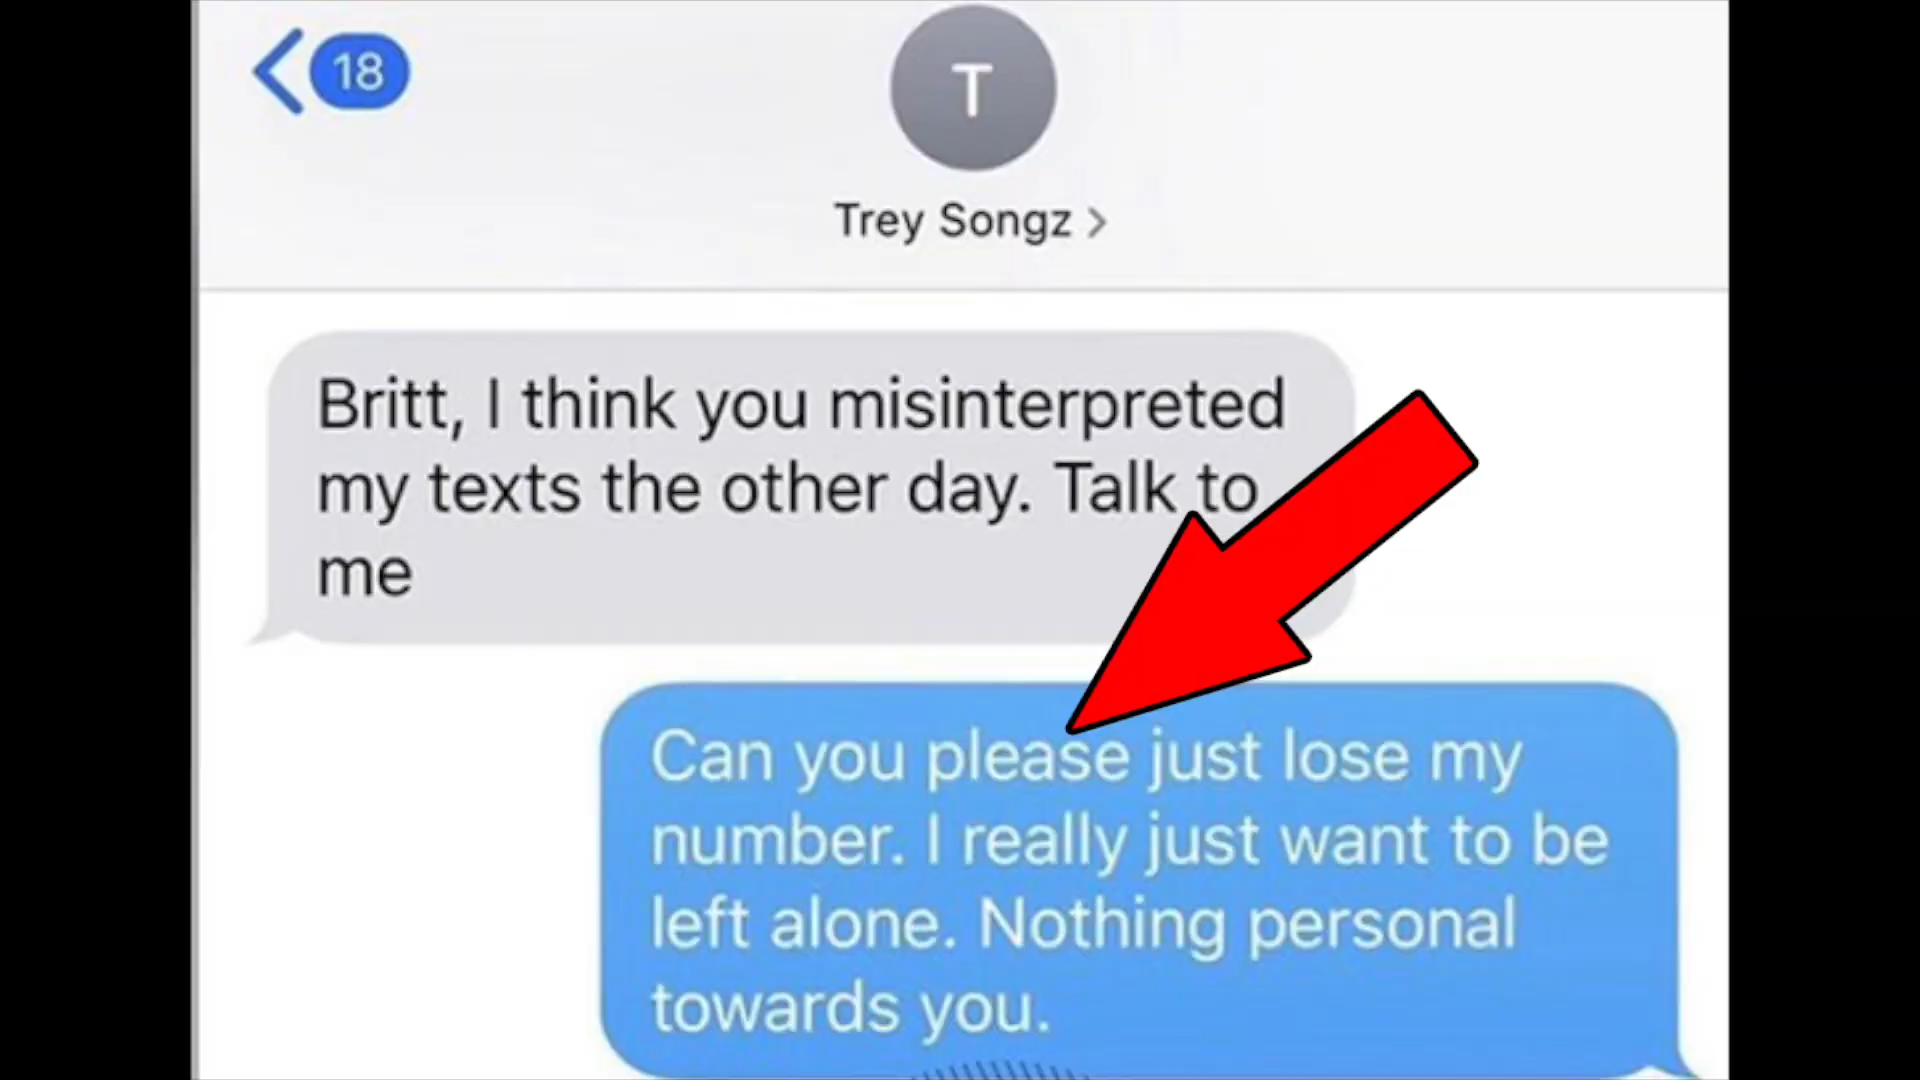 18
T
Trey Songz >
Britt, I think you misinterpreted
my texts the other day. Talk to
me
Can you please just lose my
number. I really just want to be
left alone. Nothing personal
towards you.